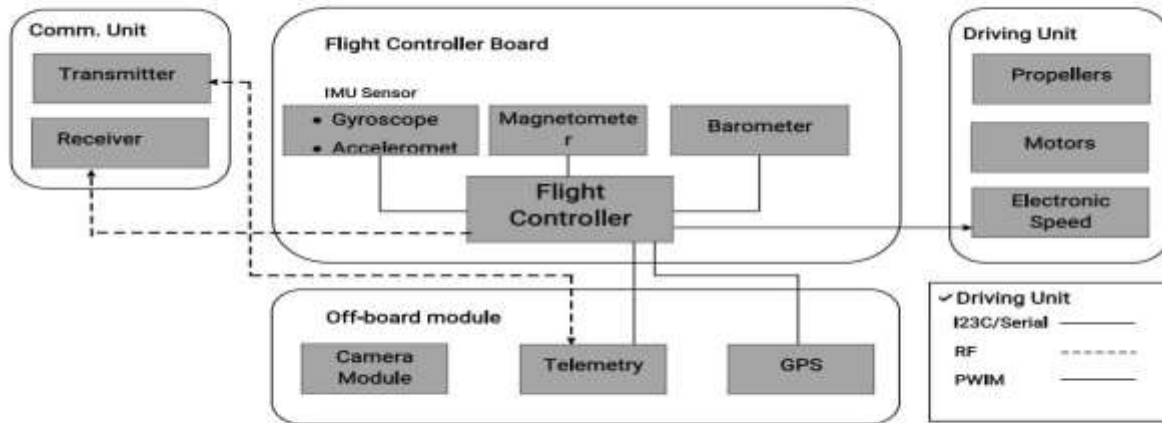 Comm. Unit
Transmitter
Receiver
Flight Controller Board
IMU Sensor
• Gyroscope
• Acceleromet
Magnetomete
r
Barometer
Flight
Controller
Driving Unit
Propellers
Motors
Electronic
Speed
Off-board module
Camera
Module
Telemetry
GPS
✓ Driving Unit
I23C/Serial
RF
PWIM